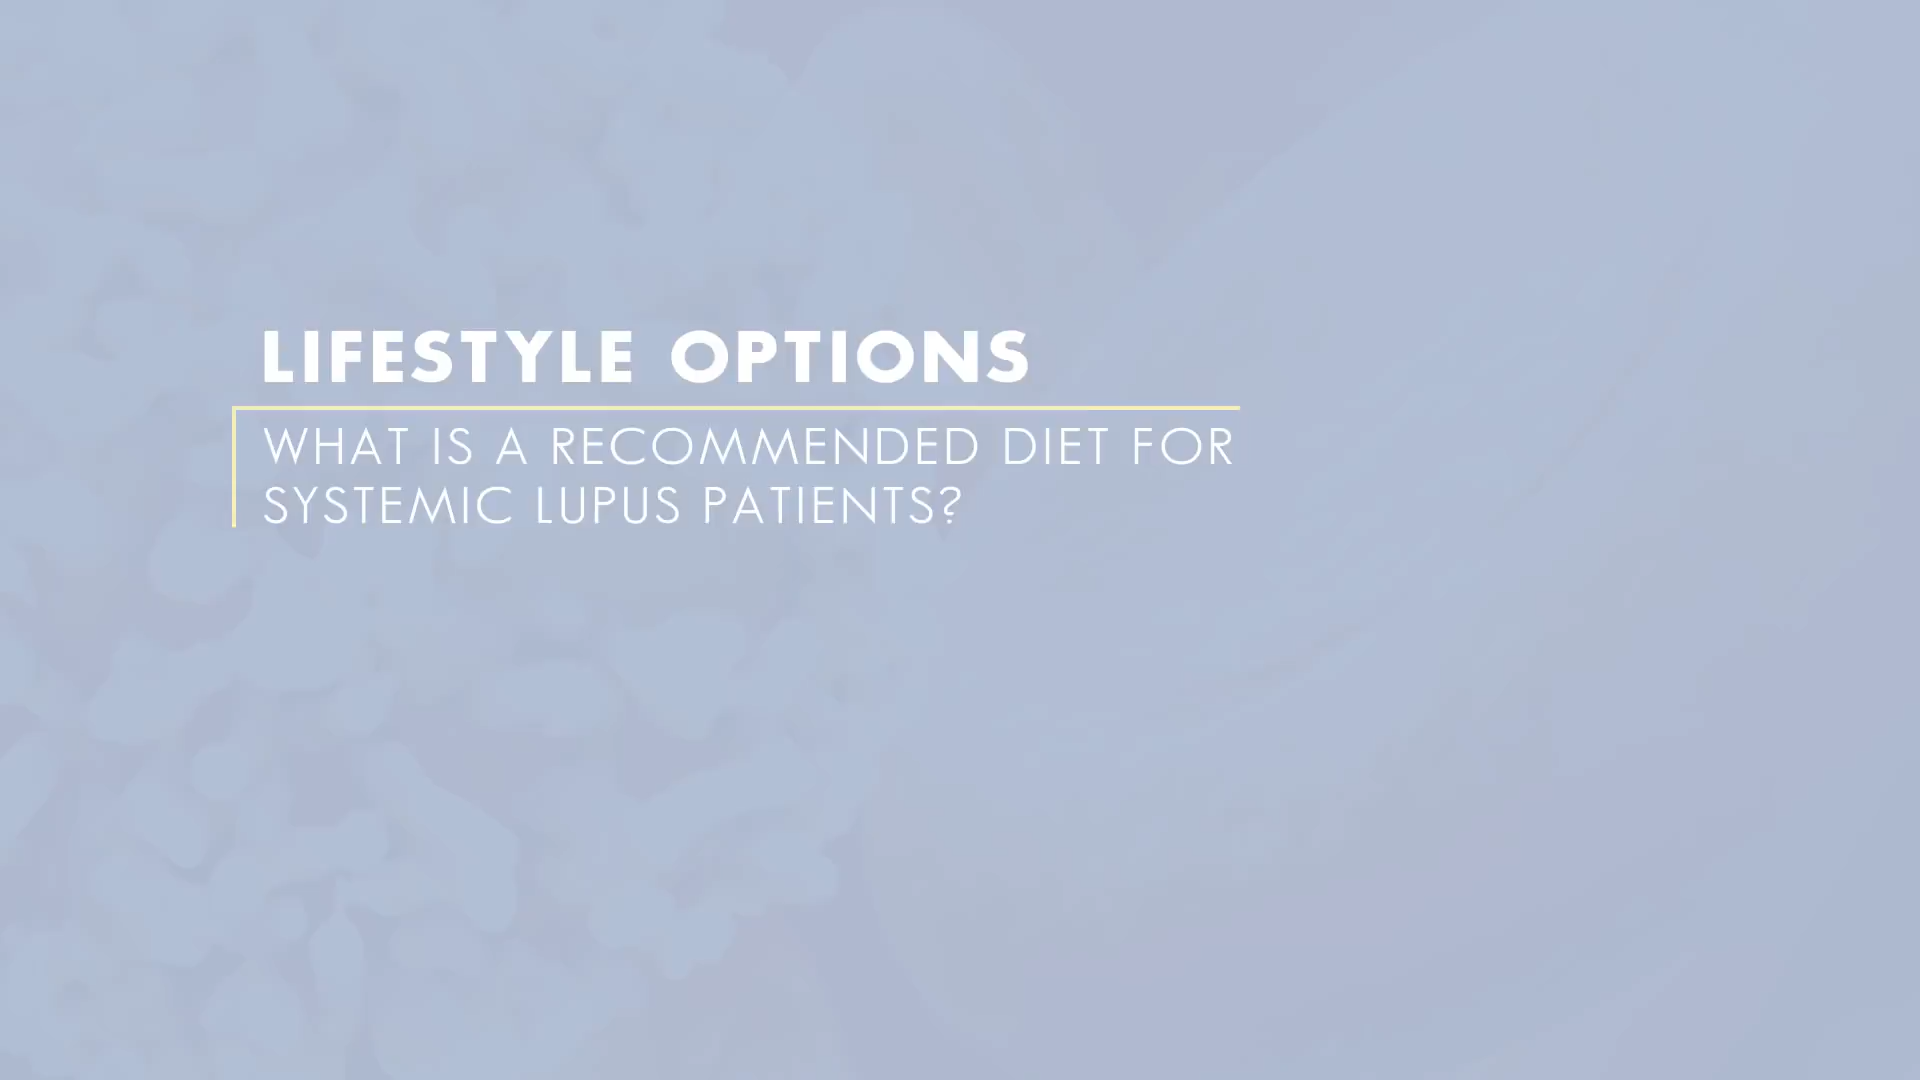 LIFESTYLE OPTIONS
WHAT IS A RECOMMENDED DIET FOR
SYSTEMIC LUPUS PATIENTS?